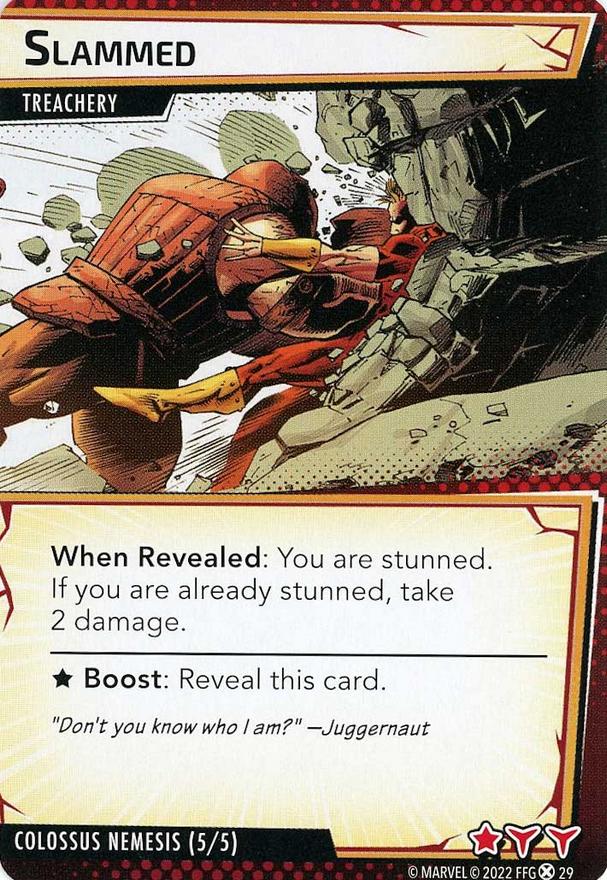 SLAMMED
TREACHERY
When Revealed: You are stunned.
If you are already stunned, take
2 damage.
★ Boost: Reveal this card.
"Don't you know who I am?" —Juggernaut
COLOSSUS NEMESIS (5/5)
© MARVEL © 2022 FFG 29